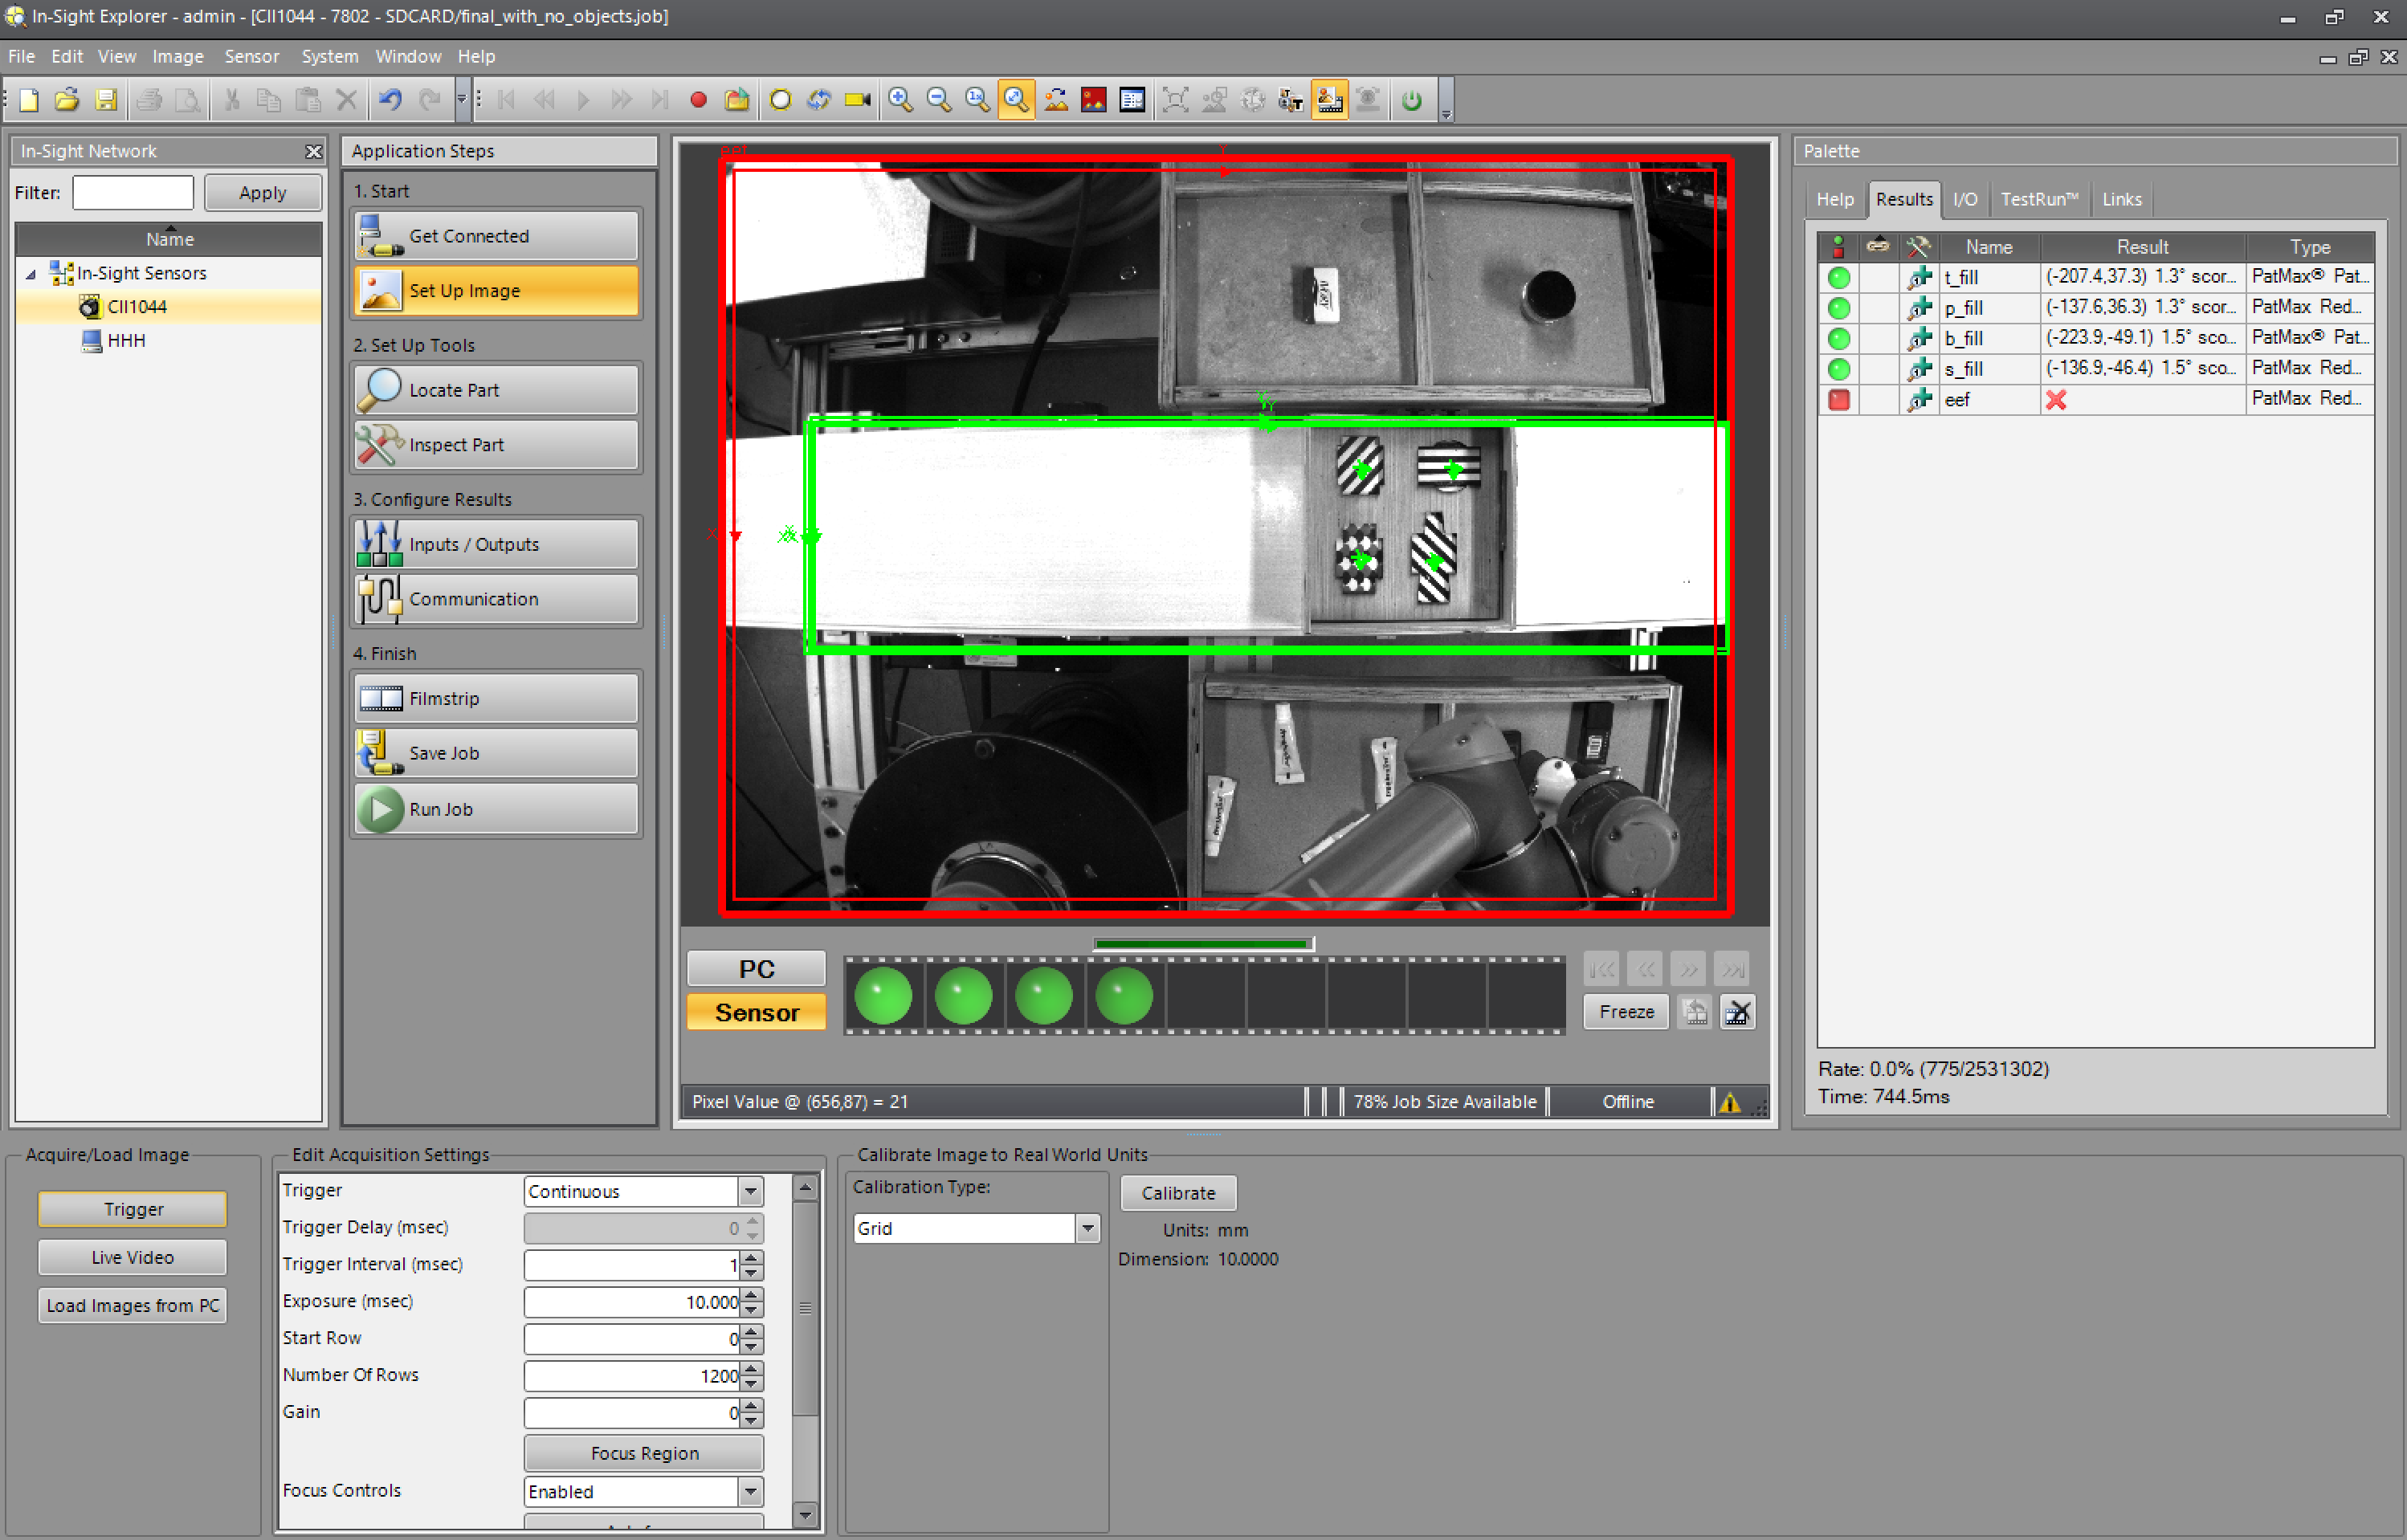 In-Sight Explorer - admin - [CII1044 - 7802 - SDCARD/final_with_no_objects.job]
File Edit View Image Sensor System Window Help
In-Sight Network
Filter: Apply
Name
In-Sight Sensors
CII1044
HHH
Application Steps
1. Start
Get Connected
Set Up Image
2. Set Up Tools
Locate Part
Inspect Part
3. Configure Results
Inputs / Outputs
Communication
4. Finish
Filmstrip
Save Job
Run Job
PC
Sensor
Freeze
Pixel Value @ (656,87) = 21
78% Job Size Available
Offline
Palette
Help Results I/O TestRun™ Links
Name Result Type
t_fill (-207.4,37.3) 1.3° scor... PatMax® Pat...
p_fill (-137.6,36.3) 1.3° scor... PatMax Red...
b_fill (-223.9,-49.1) 1.5° sco... PatMax® Pat...
s_fill (-136.9,-46.4) 1.5° sco... PatMax Red...
eef PatMax Red...
Rate: 0.0% (775/2531302)
Time: 744.5ms
Acquire/Load Image
Trigger
Live Video
Load Images from PC
Edit Acquisition Settings
Trigger Continuous
Trigger Delay (msec) 0
Trigger Interval (msec) 1
Exposure (msec) 10.000
Start Row 0
Number Of Rows 1200
Gain 0
Focus Region
Focus Controls Enabled
Calibrate Image to Real World Units
Calibration Type:
Grid
Calibrate
Units: mm
Dimension: 10.0000